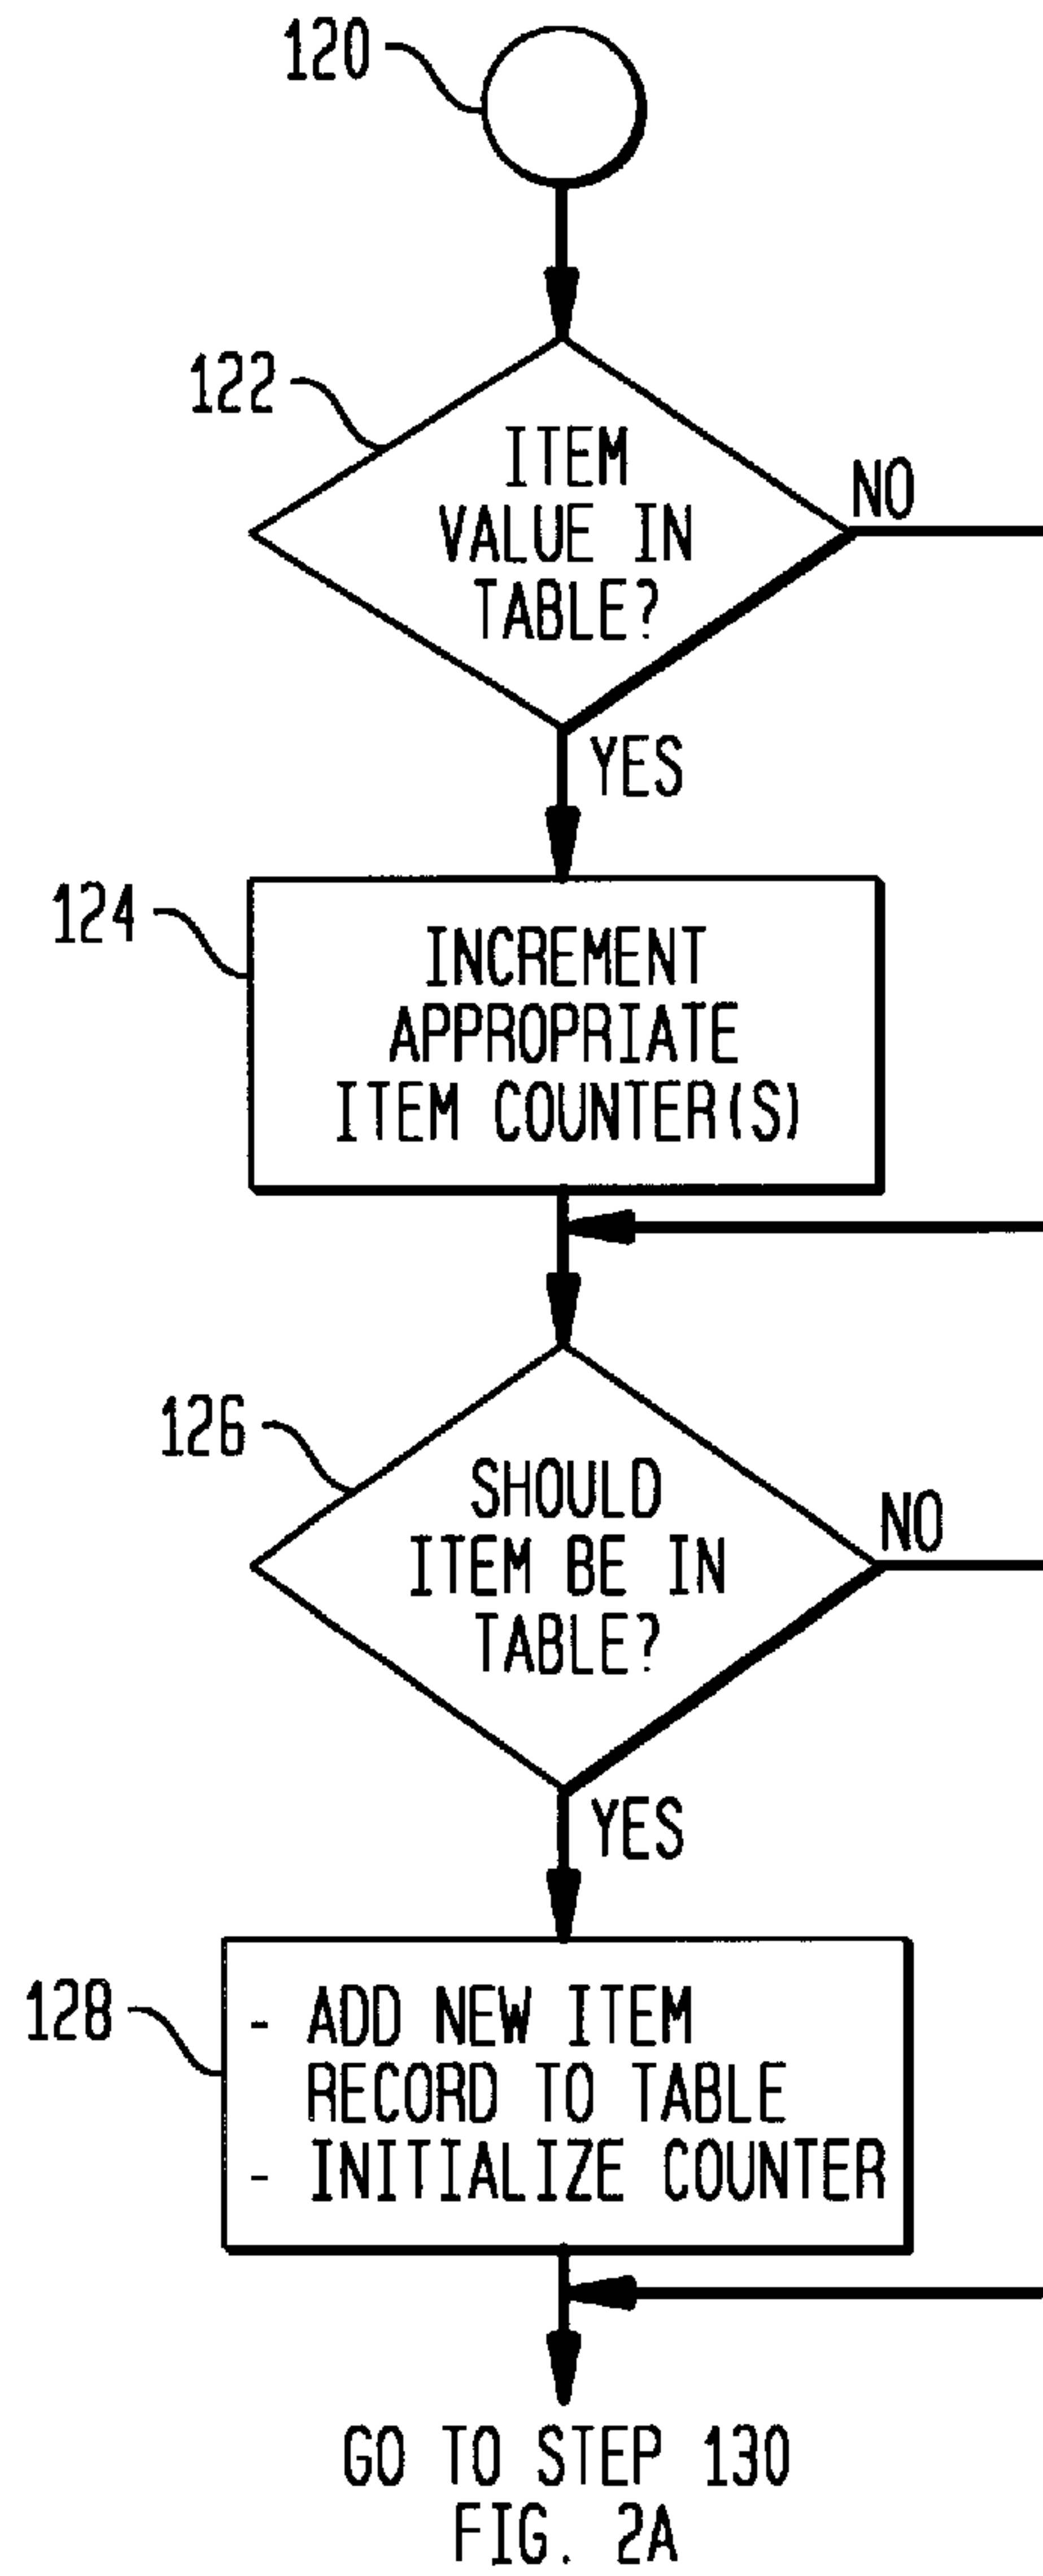 120
122
ITEM
VALUE IN
TABLE?
NO
YES
124
INCREMENT
APPROPRIATE
ITEM COUNTER(S)
126
SHOULD
ITEM BE IN
TABLE?
NO
YES
128
- ADD NEW ITEM
RECORD TO TABLE
- INITIALIZE COUNTER
GO TO STEP 130
FIG. 2A